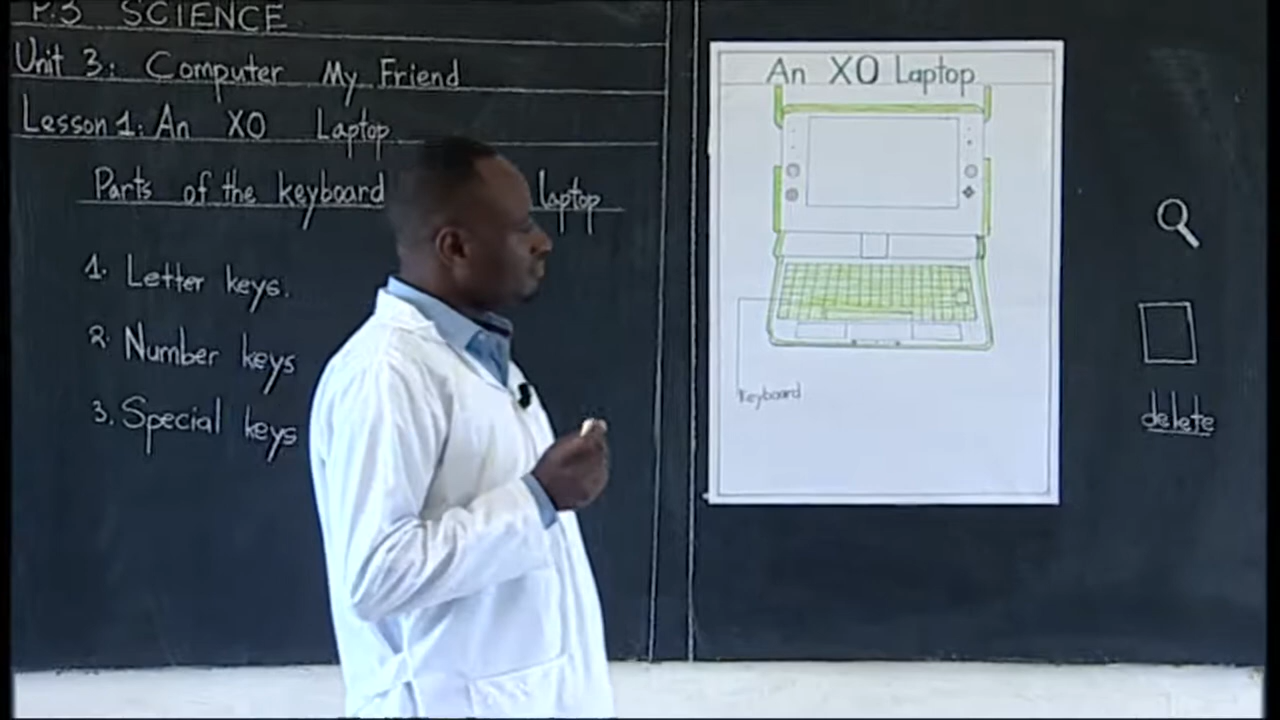 P.3 SCIENCE
Unit 3: Computer My Friend
Lesson 1: An XO Laptop
Parts of the keyboard laptop
1. Letter keys.
2. Number keys
3. Special keys
An XO Laptop
Keyboard
delete